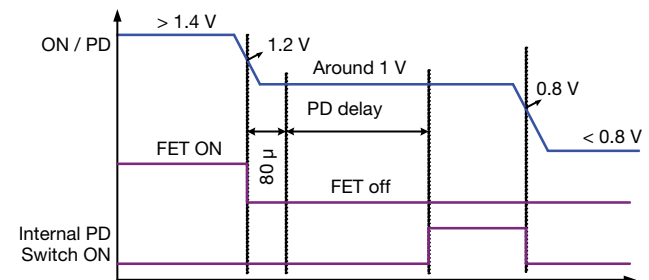 > 1.4 V
ON / PD
1.2 V
Around 1 V
0.8 V
PD delay
< 0.8 V
FET ON
80 µ
FET off
Internal PD
Switch ON